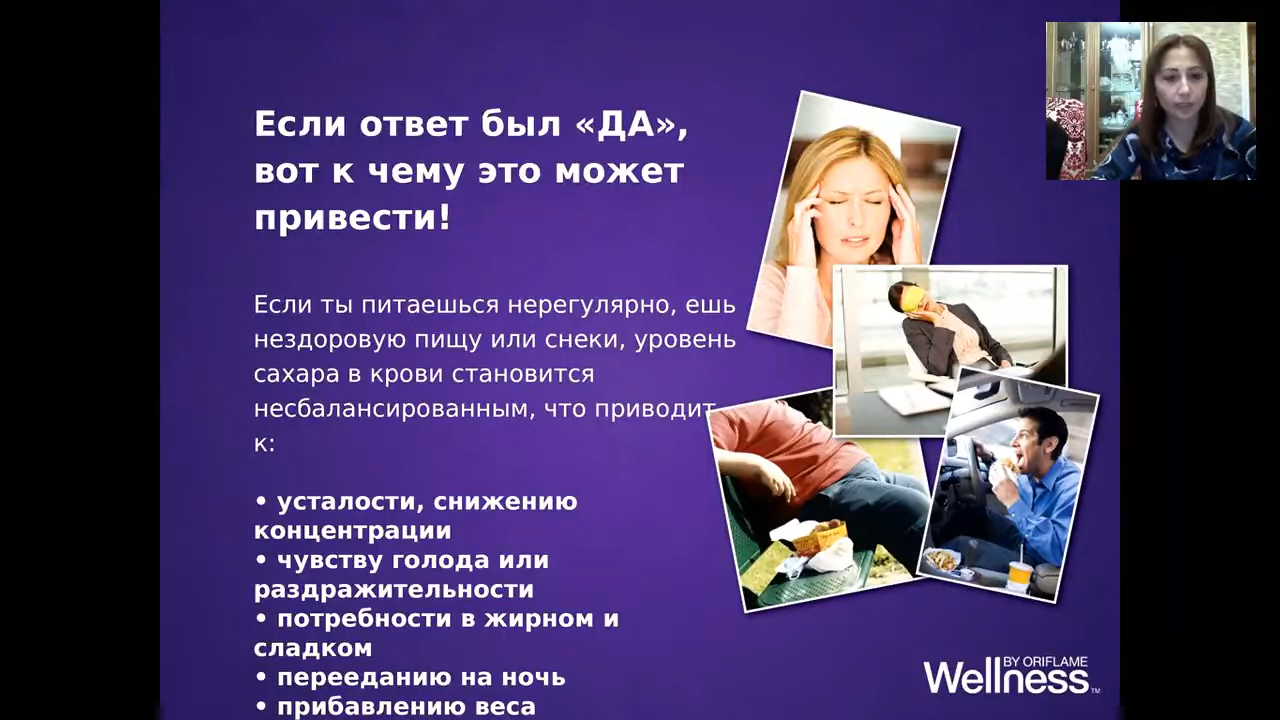 Если ответ был «ДА»,
вот к чему это может
привести!
Если ты питаешься нерегулярно, ешь
нездоровую пищу или снеки, уровень
сахара в крови становится
несбалансированным, что приводит
к:
• усталости, снижению
концентрации
• чувству голода или
раздражительности
• потребности в жирном и
сладком
• перееданию на ночь
• прибавлению веса
BY ORIFLAME
Wellness™